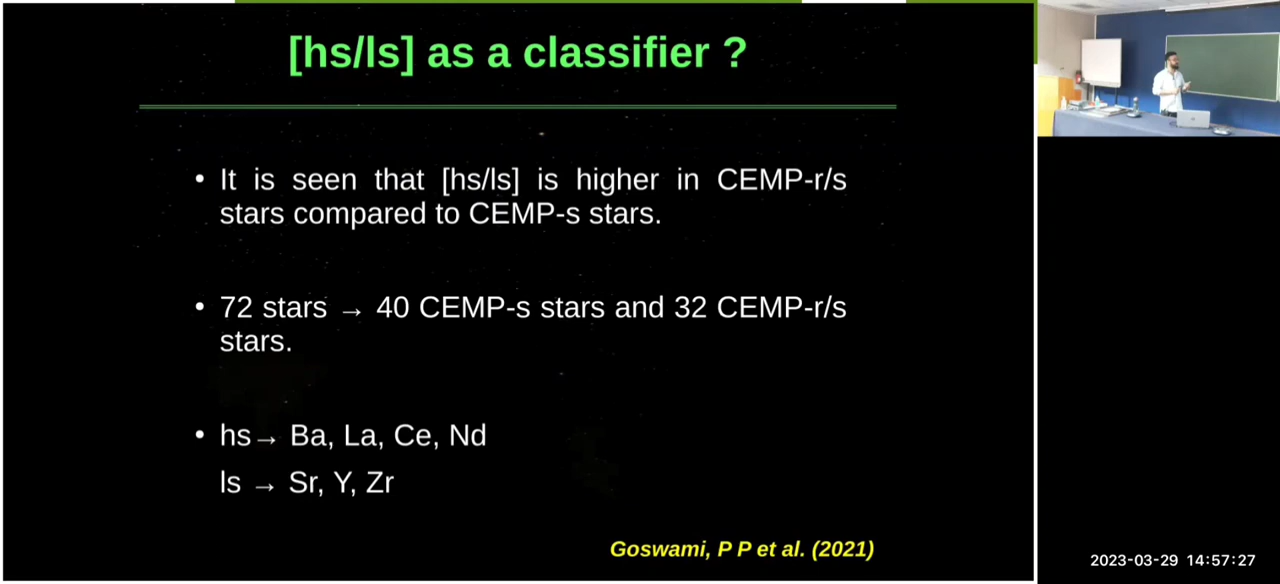 [hs/ls] as a classifier ?
• It is seen that [hs/ls] is higher in CEMP-r/s
stars compared to CEMP-s stars.
• 72 stars → 40 CEMP-s stars and 32 CEMP-r/s
stars.
• hs→ Ba, La, Ce, Nd
ls → Sr, Y, Zr
Goswami, P P et al. (2021)
2023-03-29 14:57:27